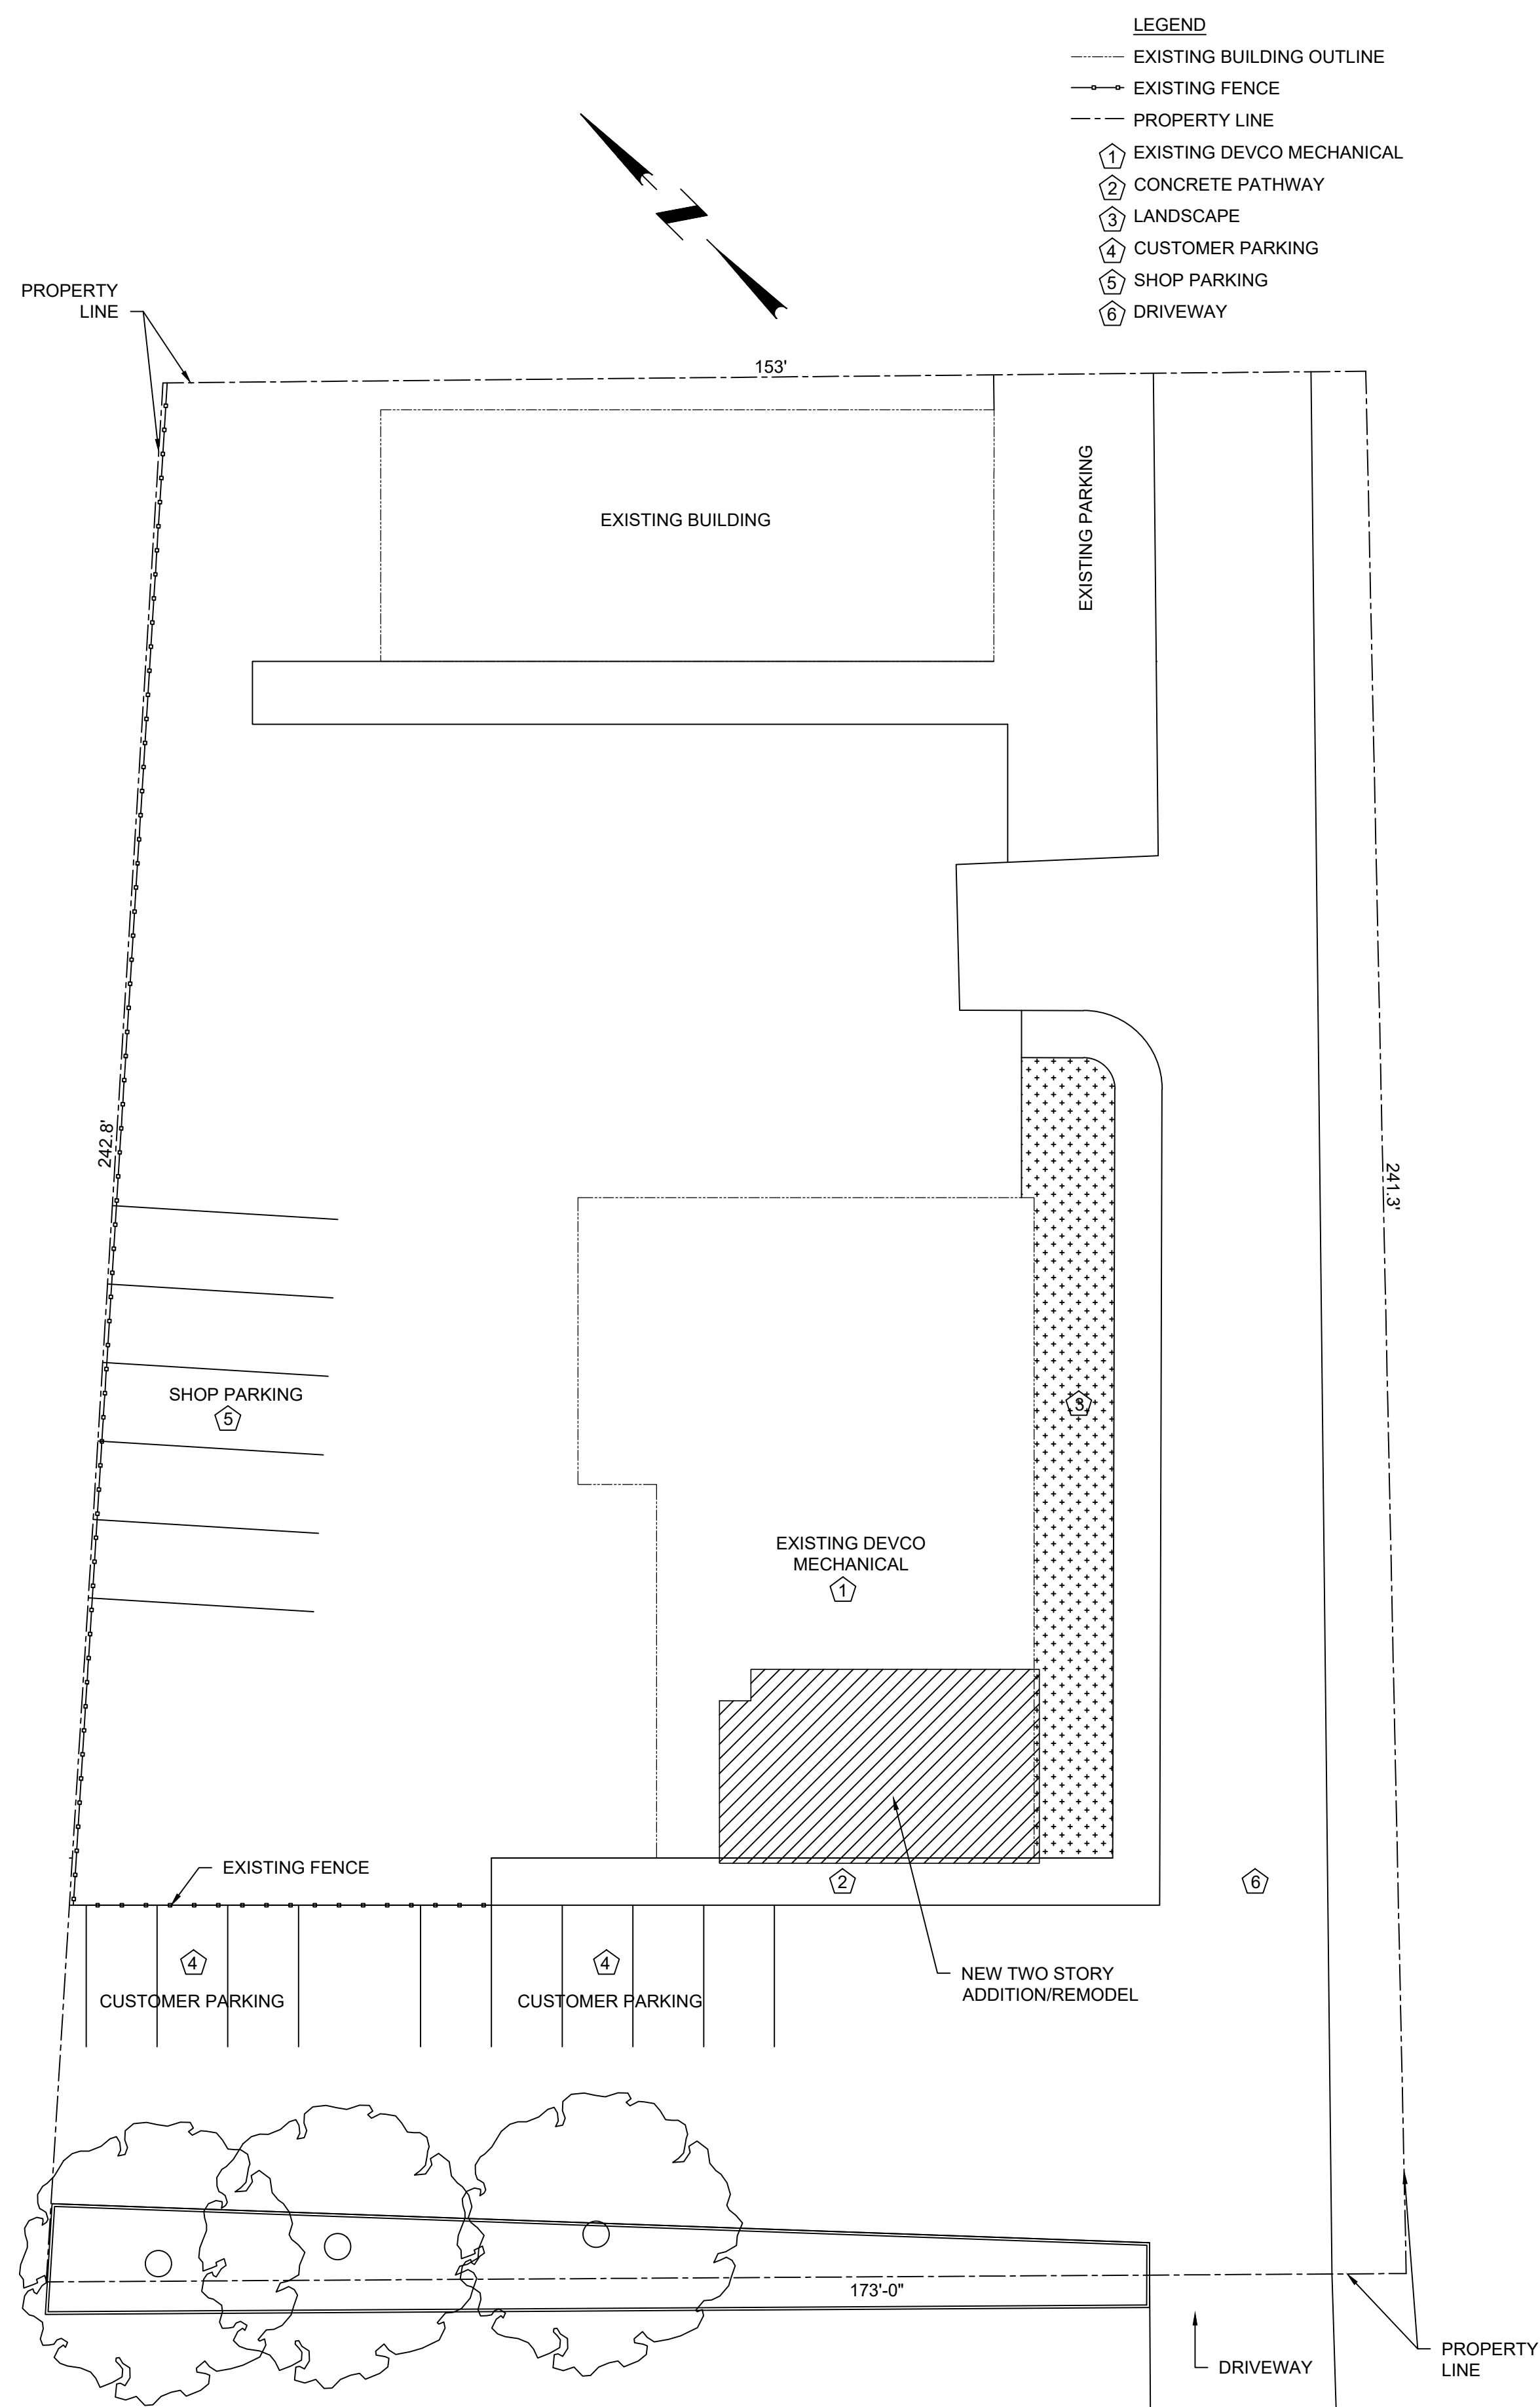 LEGEND
EXISTING BUILDING OUTLINE
EXISTING FENCE
PROPERTY LINE
1 EXISTING DEVCO MECHANICAL
2 CONCRETE PATHWAY
3 LANDSCAPE
4 CUSTOMER PARKING
5 SHOP PARKING
6 DRIVEWAY
N
PROPERTY
LINE
153'
EXISTING BUILDING
EXISTING PARKING
242.8'
241.3'
SHOP PARKING
5
3
EXISTING DEVCO
MECHANICAL
1
EXISTING FENCE
2
6
4
CUSTOMER PARKING
4
CUSTOMER PARKING
NEW TWO STORY
ADDITION/REMODEL
173'-0"
DRIVEWAY
PROPERTY
LINE